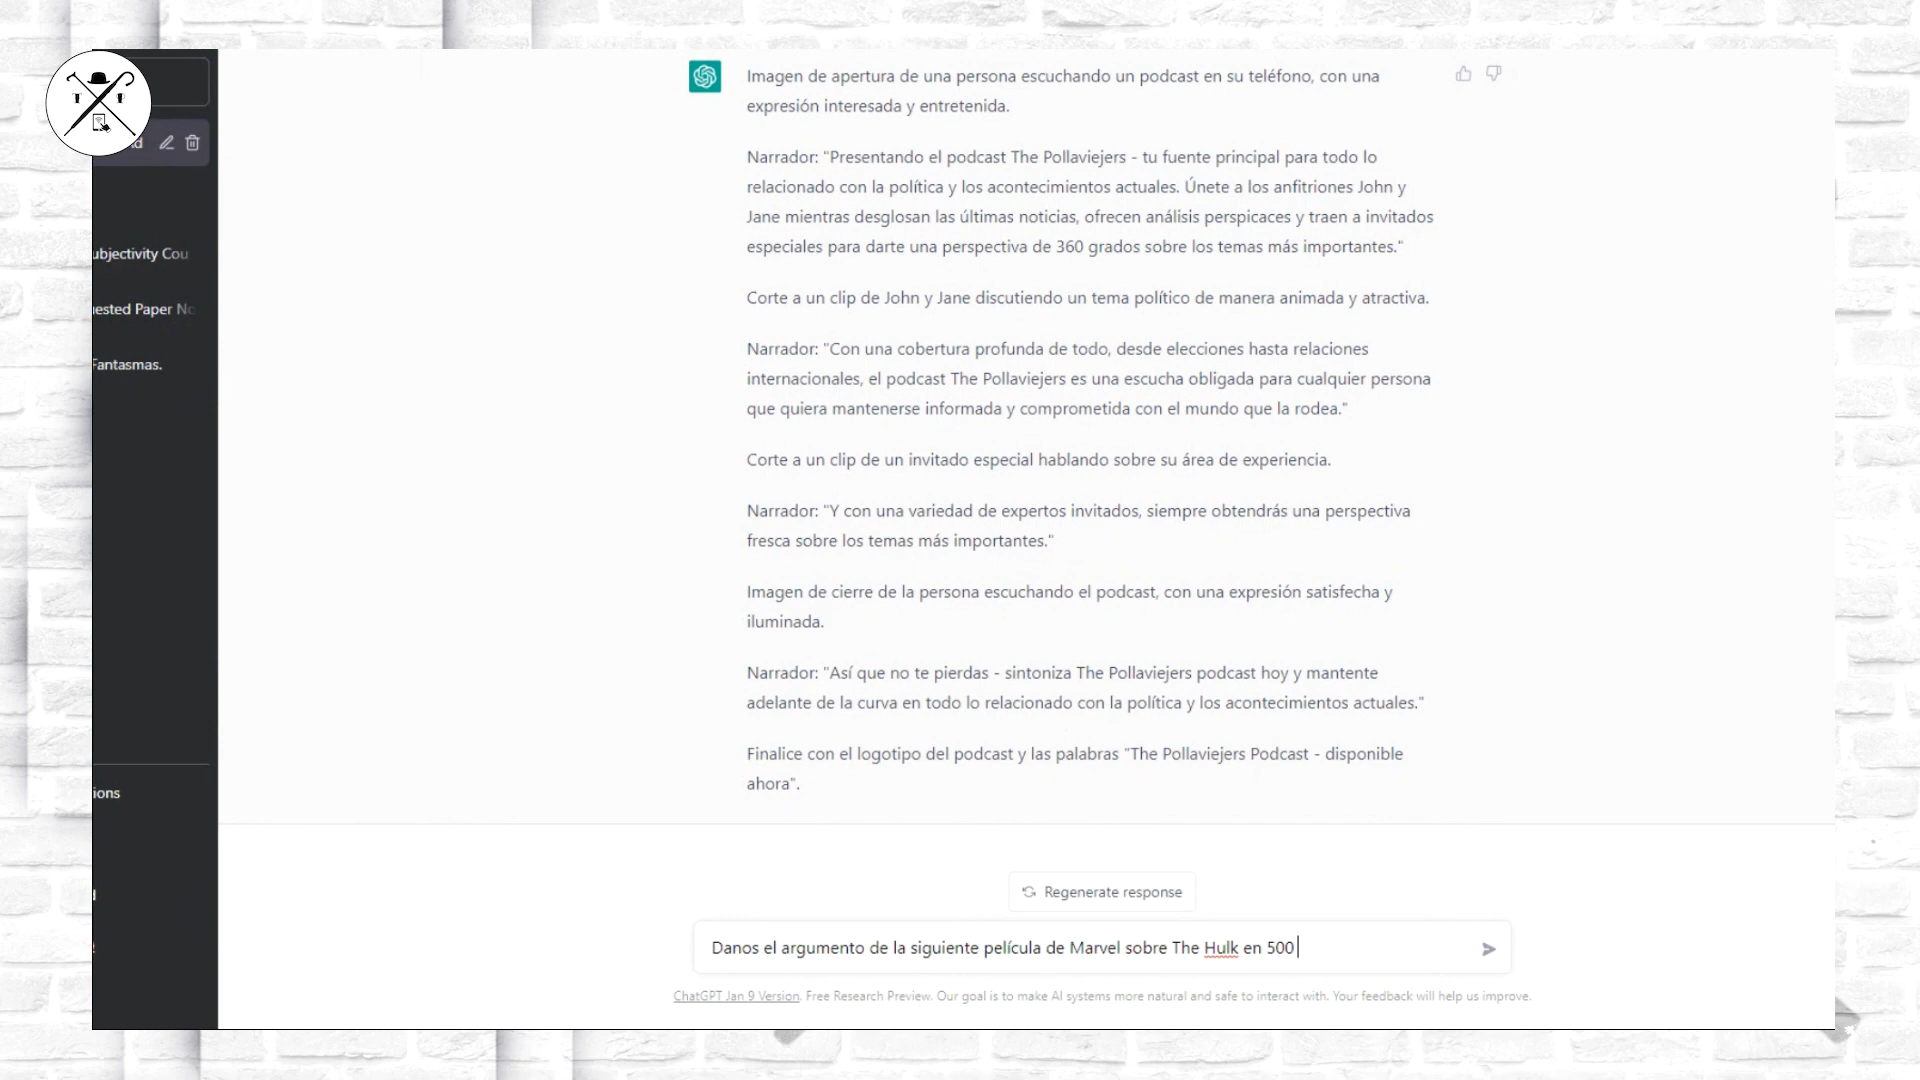 Imagen de apertura de una persona escuchando un podcast en su teléfono, con una
expresión interesada y entretenida.
Narrador: "Presentando el podcast The Pollaviejers - tu fuente principal para todo lo
relacionado con la política y los acontecimientos actuales. Únete a los anfitriones John y
Jane mientras desglosan las últimas noticias, ofrecen análisis perspicaces y traen a invitados
especiales para darte una perspectiva de 360 grados sobre los temas más importantes."
Corte a un clip de John y Jane discutiendo un tema político de manera animada y atractiva.
Narrador: "Con una cobertura profunda de todo, desde elecciones hasta relaciones
internacionales, el podcast The Pollaviejers es una escucha obligada para cualquier persona
que quiera mantenerse informada y comprometida con el mundo que la rodea."
Corte a un clip de un invitado especial hablando sobre su área de experiencia.
Narrador: "Y con una variedad de expertos invitados, siempre obtendrás una perspectiva
fresca sobre los temas más importantes."
Imagen de cierre de la persona escuchando el podcast, con una expresión satisfecha y
iluminada.
Narrador: "Así que no te pierdas - sintoniza The Pollaviejers podcast hoy y mantente
adelante de la curva en todo lo relacionado con la política y los acontecimientos actuales."
Finalice con el logotipo del podcast y las palabras "The Pollaviejers Podcast - disponible
ahora".
T P
ubjectivity Cou
ested Paper No
Fantasmas.
ions
Regenerate response
Danos el argumento de la siguiente película de Marvel sobre The Hulk en 500
ChatGPT Jan 9 Version. Free Research Preview. Our goal is to make AI systems more natural and safe to interact with. Your feedback will help us improve.